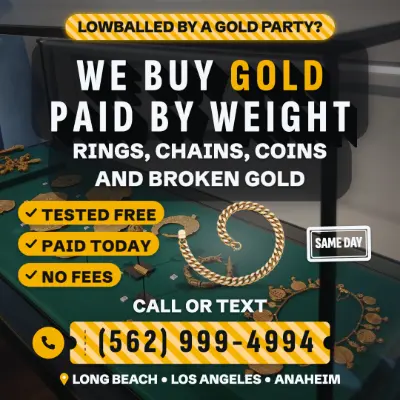 LOWBALLED BY A GOLD PARTY?
WE BUY GOLD
PAID BY WEIGHT
RINGS, CHAINS, COINS
AND BROKEN GOLD
TESTED FREE
PAID TODAY
NO FEES
SAME DAY
CALL OR TEXT
(562) 999-4994
LONG BEACH • LOS ANGELES • ANAHEIM